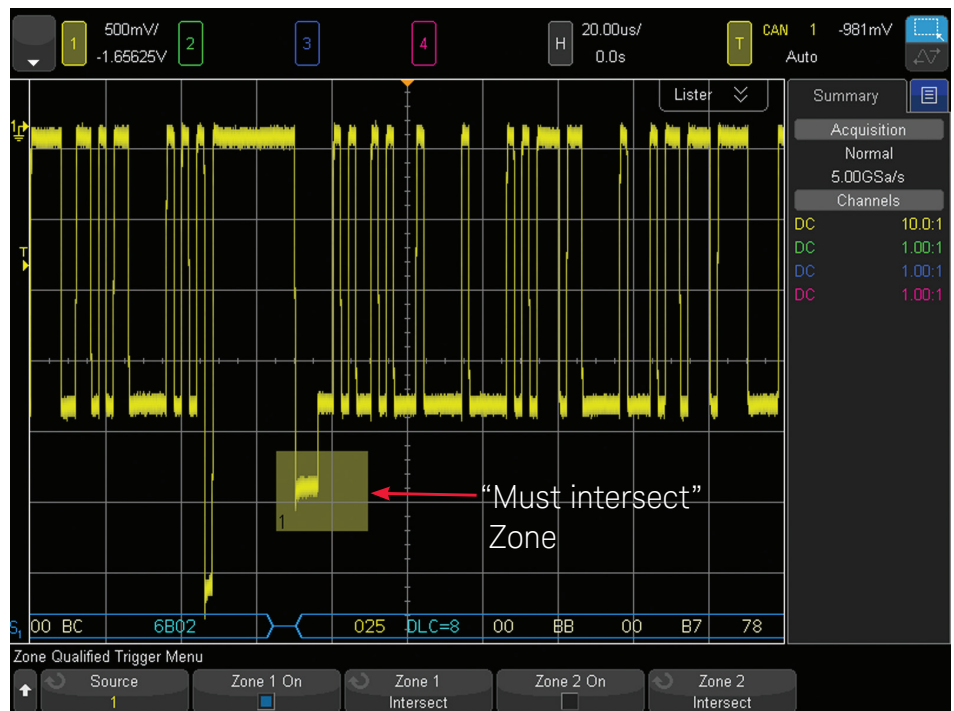 1 500mV/ 2 3 4 H 20.00us/ T CAN 1 -981mV
-1.65625V 0.0s Auto
Lister
Summary
Acquisition
Normal
5.00GSa/s
Channels
DC 10.0:1
DC 1.00:1
DC 1.00:1
DC 1.00:1
1
T
1
“Must intersect”
Zone
S1 00 BC 6B02 025 DLC=8 00 BB 00 B7 78
Zone Qualified Trigger Menu
Source Zone 1 On Zone 1 Zone 2 On Zone 2
1 Intersect Intersect